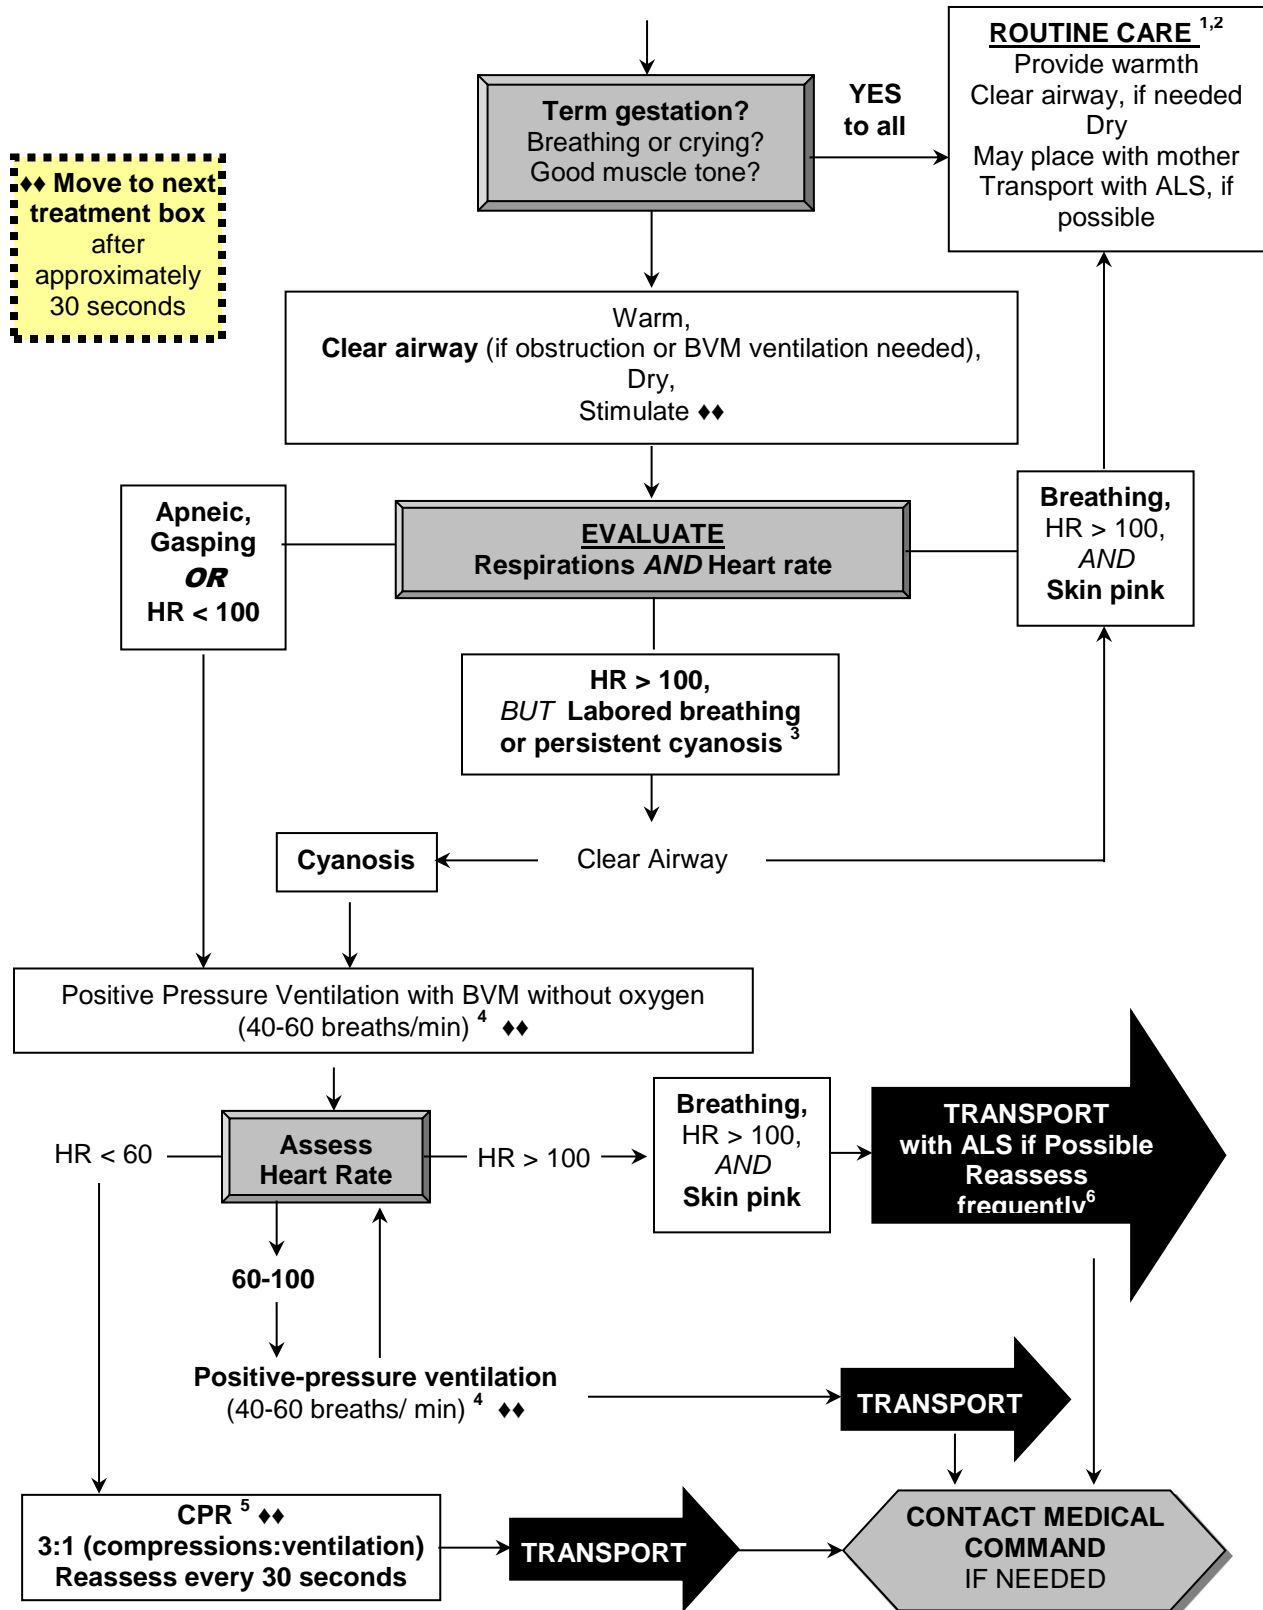 ROUTINE CARE 1,2
Provide warmth
Clear airway, if needed
Dry
May place with mother
Transport with ALS, if
possible
Term gestation?
Breathing or crying?
Good muscle tone?
YES
to all
♦♦ Move to next
treatment box
after
approximately
30 seconds
Warm,
Clear airway (if obstruction or BVM ventilation needed),
Dry,
Stimulate ♦♦
Apneic,
Gasping
OR
HR < 100
EVALUATE
Respirations AND Heart rate
Breathing,
HR > 100,
AND
Skin pink
HR > 100,
BUT Labored breathing
or persistent cyanosis 3
Cyanosis
Clear Airway
Positive Pressure Ventilation with BVM without oxygen
(40-60 breaths/min) 4 ♦♦
HR < 60
Assess
Heart Rate
HR > 100
Breathing,
HR > 100,
AND
Skin pink
TRANSPORT
with ALS if Possible
Reassess
frequently6
60-100
Positive-pressure ventilation
(40-60 breaths/ min) 4 ♦♦
TRANSPORT
CPR 5 ♦♦
3:1 (compressions:ventilation)
Reassess every 30 seconds
TRANSPORT
CONTACT MEDICAL
COMMAND
IF NEEDED